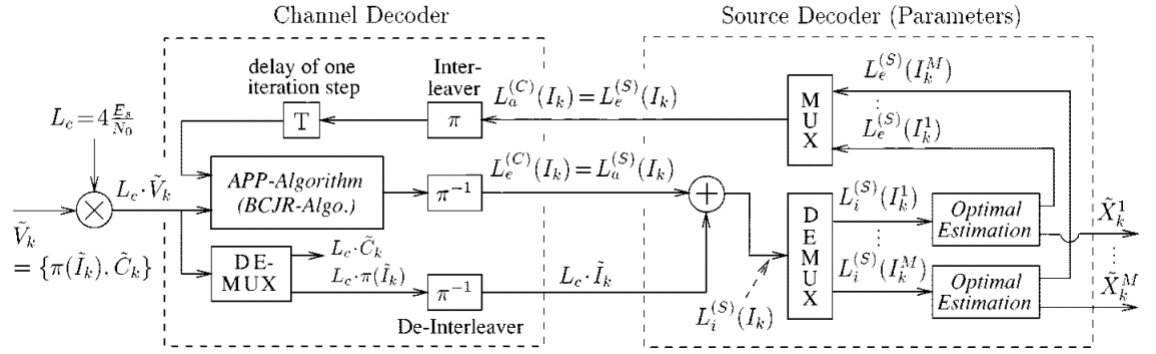 Channel Decoder
Source Decoder (Parameters)
delay of one
iteration step
Inter-
leaver
L_a^{(C)}(I_k) = L_e^{(S)}(I_k)
L_e^{(S)}(I_k^M)
⋮
L_e^{(S)}(I_k^1)
L_c = 4 E_s/N_0
T
π
MUX
L_c · Ṽ_k
APP-Algorithm
(BCJR-Algo.)
π^{-1}
L_e^{(C)}(I_k) = L_a^{(S)}(I_k)
Ṽ_k
= {π(Ĩ_k), C̃_k}
DE-
MUX
L_c · C̃_k
L_c · π(Ĩ_k)
π^{-1}
L_c · Ĩ_k
De-Interleaver
L_i^{(S)}(I_k)
DEMUX
L_i^{(S)}(I_k^1)
⋮
L_i^{(S)}(I_k^M)
Optimal
Estimation
Optimal
Estimation
X̃_k^1
⋮
X̃_k^M